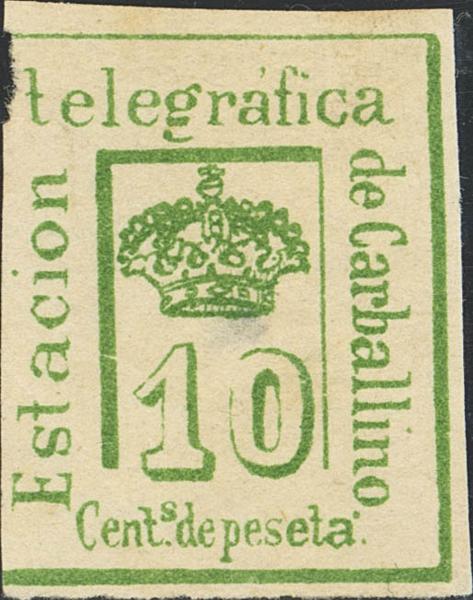 Estacion
telegráfica
de Carballino
10
Cent.s de peseta.